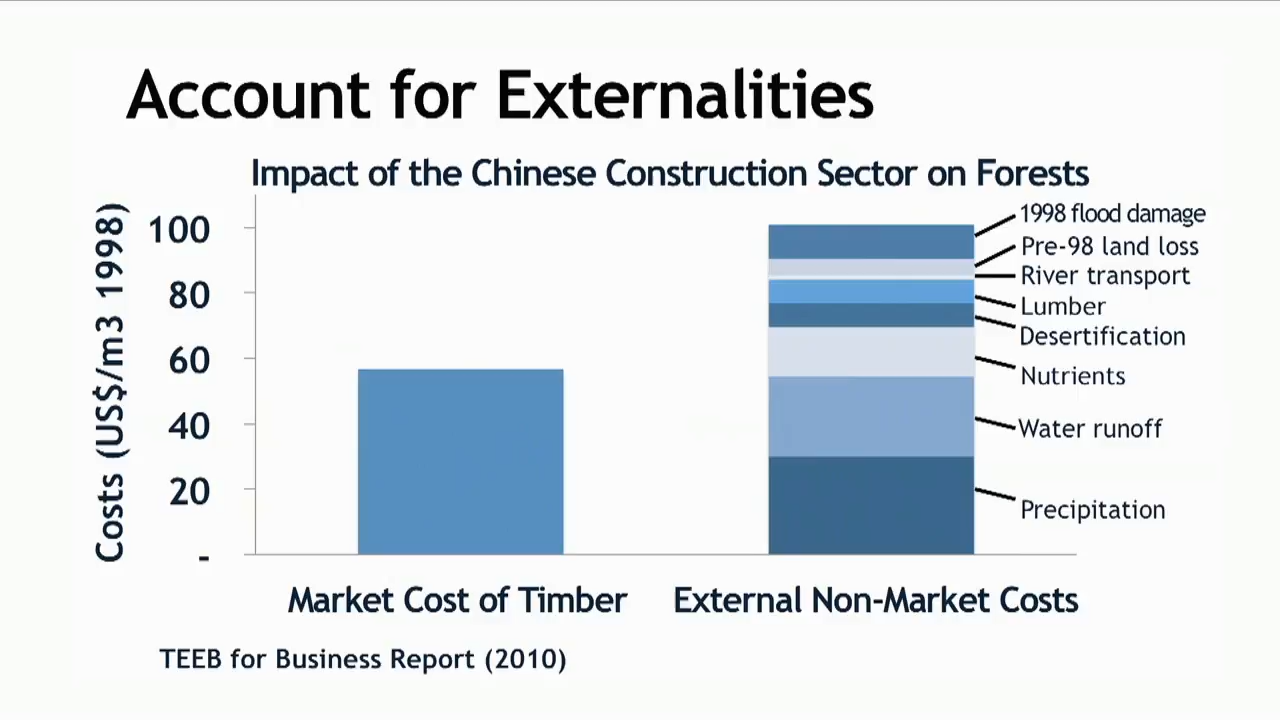 Account for Externalities
Impact of the Chinese Construction Sector on Forests
Costs (US$/m3 1998)
100
80
60
40
20
-
1998 flood damage
Pre-98 land loss
River transport
Lumber
Desertification
Nutrients
Water runoff
Precipitation
Market Cost of Timber
External Non-Market Costs
TEEB for Business Report (2010)